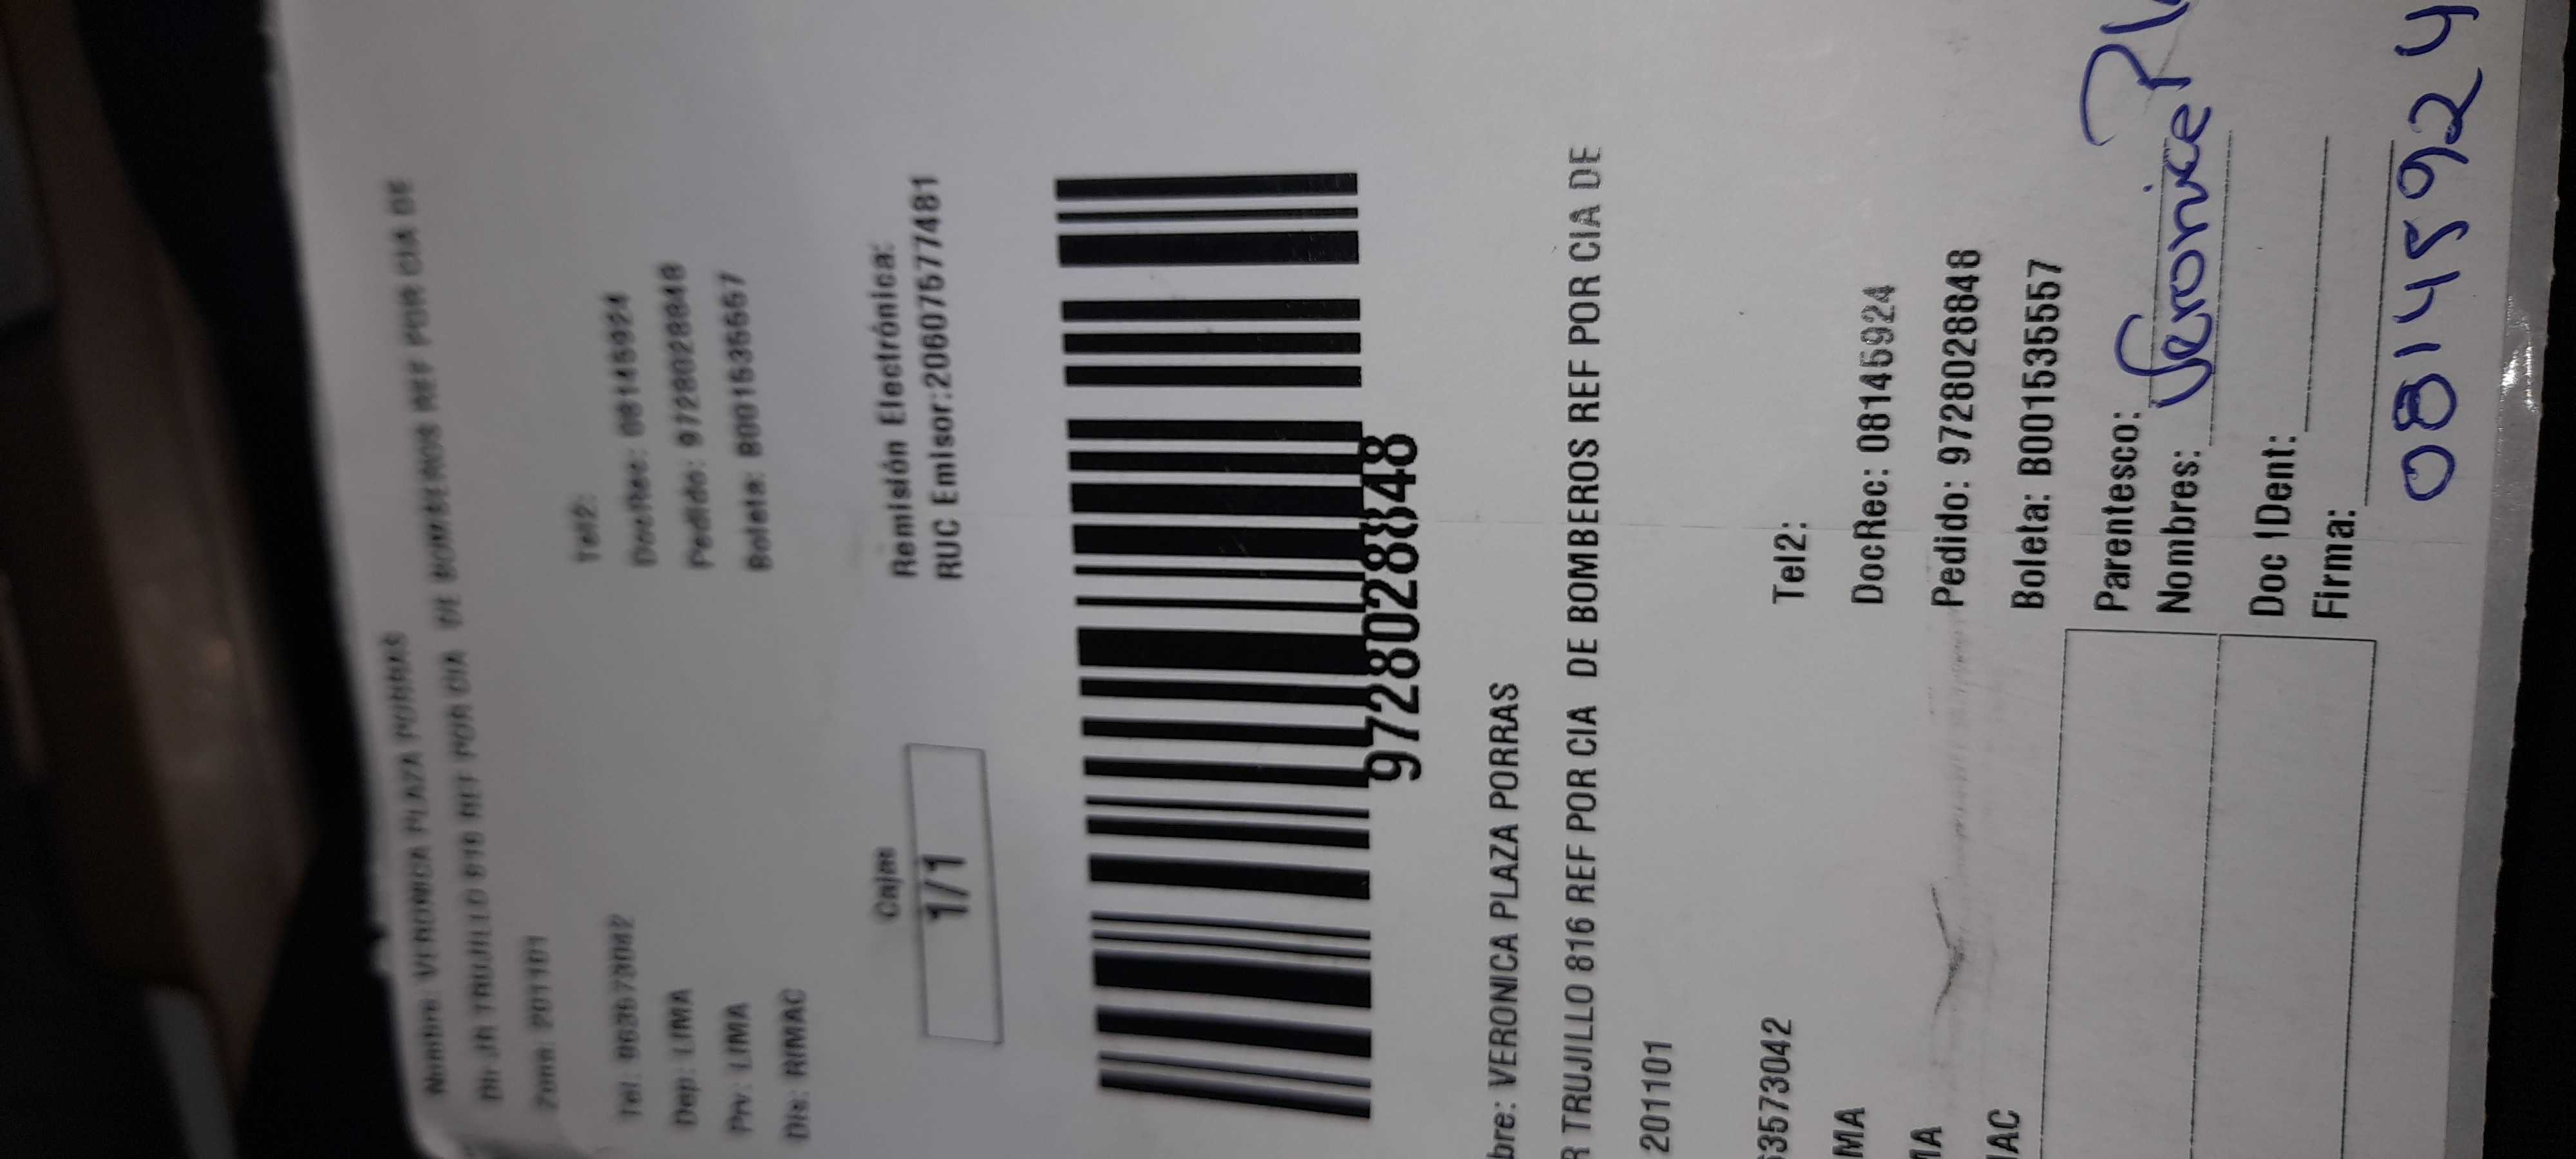 Nombre: VERONICA PLAZA PORRAS
Dir: JR TRUJILLO 816 REF POR CIA DE BOMBEROS REF POR CIA DE
Zona: 201101
Tel: 963573042
Tel2:
Dep: LIMA
DocRec: 08145924
Prv: LIMA
Pedido: 9728028848
Dis: RIMAC
Boleta: B001535557
Cajas
1/1
Remisión Electrónica:
RUC Emisor:20607577481
9728028848
bre: VERONICA PLAZA PORRAS
R TRUJILLO 816 REF POR CIA DE BOMBEROS REF POR CIA DE
201101
63573042
Tel2:
MA
DocRec: 08145924
MA
Pedido: 9728028848
MAC
Boleta: B001535557
Parentesco:
Nombres: Veronica Pl
Doc IDent:
Firma:
08145924